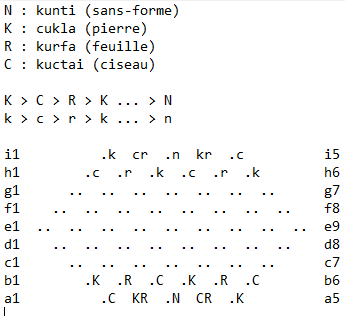 N : kunti (sans-forme)
K : cukla (pierre)
R : kurfa (feuille)
C : kuctai (ciseau)
K > C > R > K ... > N
k > c > r > k ... > n
i1 .k cr .n kr .c i5
h1 .c .r .k .c .r .k h6
g1 .. .. .. .. .. .. .. g7
f1 .. .. .. .. .. .. .. .. f8
e1 .. .. .. .. .. .. .. .. .. e9
d1 .. .. .. .. .. .. .. .. d8
c1 .. .. .. .. .. .. .. c7
b1 .K .R .C .K .R .C b6
a1 .C KR .N CR .K a5